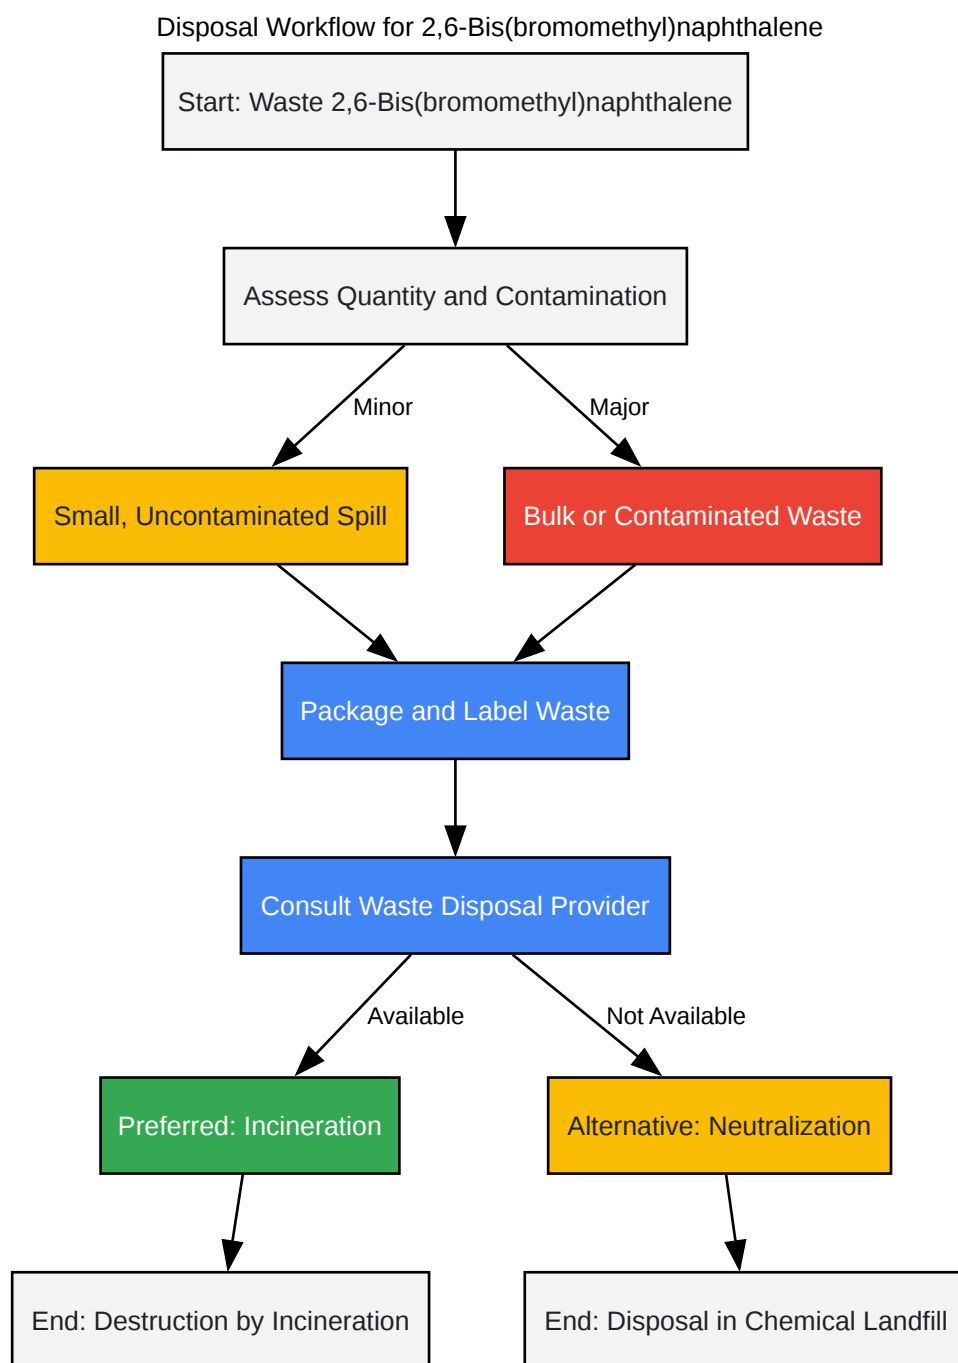 Disposal Workflow for 2,6-Bis(bromomethyl)naphthalene
Start: Waste 2,6-Bis(bromomethyl)naphthalene
Assess Quantity and Contamination
Minor
Major
Small, Uncontaminated Spill
Bulk or Contaminated Waste
Package and Label Waste
Consult Waste Disposal Provider
Available
Not Available
Preferred: Incineration
Alternative: Neutralization
End: Destruction by Incineration
End: Disposal in Chemical Landfill